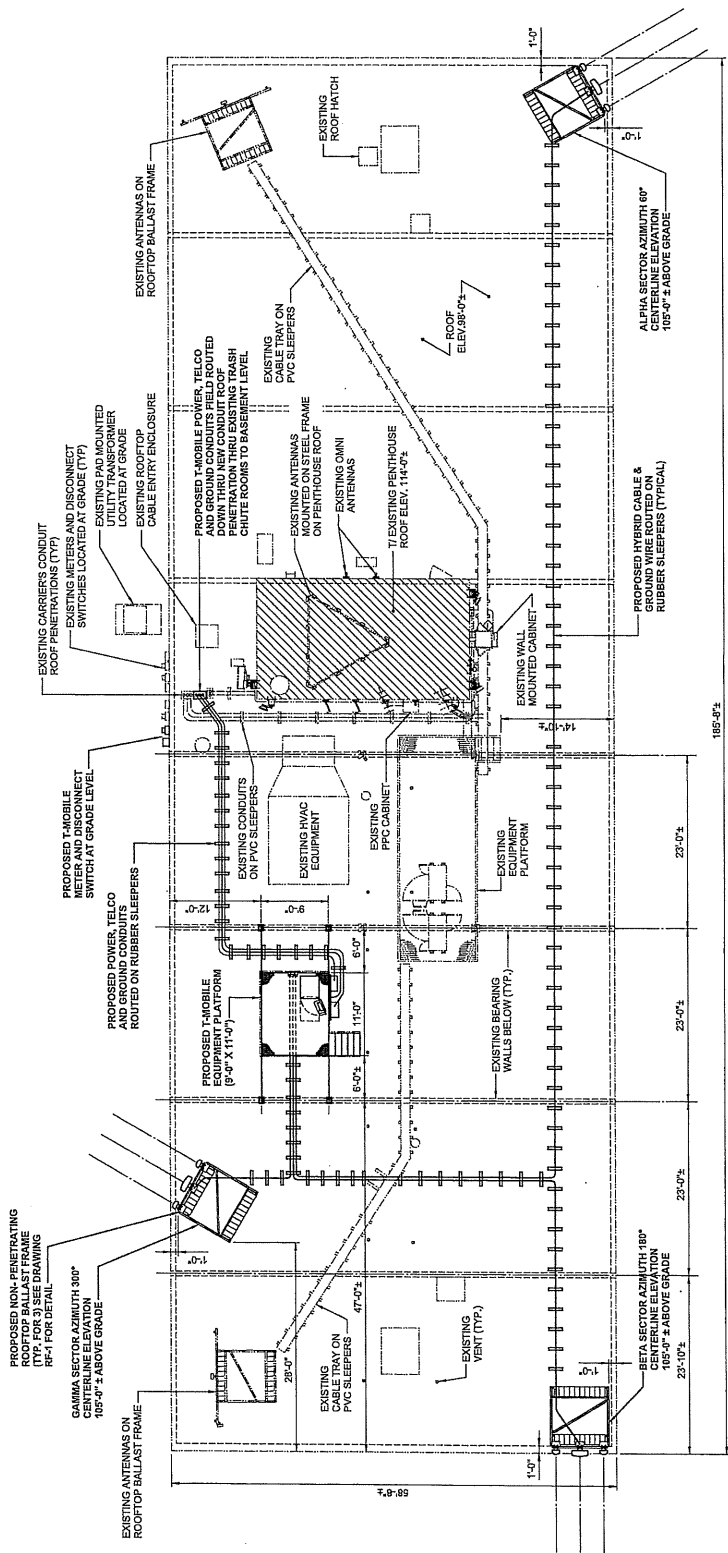 PROPOSED NON-PENETRATING
ROOFTOP BALLAST FRAME
(TYP. FOR 3) SEE DRAWING
RF-1 FOR DETAIL
GAMMA SECTOR AZIMUTH 300°
CENTERLINE ELEVATION
105'-0" ± ABOVE GRADE
EXISTING ANTENNAS ON
ROOFTOP BALLAST FRAME
PROPOSED T-MOBILE
METER AND DISCONNECT
SWITCH AT GRADE LEVEL
PROPOSED POWER, TELCO
AND GROUND CONDUITS
ROUTED ON RUBBER SLEEPERS
PROPOSED T-MOBILE
EQUIPMENT PLATFORM
(9'-0" X 11'-0")
EXISTING CARRIER'S CONDUIT
ROOF PENETRATIONS (TYP)
EXISTING METERS AND DISCONNECT
SWITCHES LOCATED AT GRADE (TYP)
EXISTING PAD MOUNTED
UTILITY TRANSFORMER
LOCATED AT GRADE
EXISTING ROOFTOP
CABLE ENTRY ENCLOSURE
PROPOSED T-MOBILE POWER, TELCO
AND GROUND CONDUITS FIELD ROUTED
DOWN THRU NEW CONDUIT ROOF
PENETRATION THRU EXISTING TRASH
CHUTE ROOMS TO BASEMENT LEVEL
EXISTING ANTENNAS
MOUNTED ON STEEL FRAME
ON PENTHOUSE ROOF
EXISTING OMNI
ANTENNAS
T/ EXISTING PENTHOUSE
ROOF ELEV. 114'-0"±
EXISTING ANTENNAS ON
ROOFTOP BALLAST FRAME
EXISTING
ROOF HATCH
EXISTING
CABLE TRAY ON
PVC SLEEPERS
ROOF
ELEV.98'-0"±
EXISTING CONDUITS
ON PVC SLEEPERS
EXISTING HVAC
EQUIPMENT
EXISTING
PPC CABINET
EXISTING WALL
MOUNTED CABINET
EXISTING
EQUIPMENT
PLATFORM
EXISTING BEARING
WALLS BELOW (TYP.)
EXISTING
CABLE TRAY ON
PVC SLEEPERS
EXISTING
VENT (TYP.)
PROPOSED HYBRID CABLE &
GROUND WIRE ROUTED ON
RUBBER SLEEPERS (TYPICAL)
ALPHA SECTOR AZIMUTH 60°
CENTERLINE ELEVATION
105'-0" ± ABOVE GRADE
BETA SECTOR AZIMUTH 180°
CENTERLINE ELEVATION
105'-0" ± ABOVE GRADE
12'-0"±
9'-0"
6'-0"±
11'-0"
6'-0"
1'-0"
28'-0"
47'-0"±
14'-10"±
58'-8"±
1'-0"
1'-0"
23'-10"±
23'-0"±
23'-0"±
23'-0"±
1'-0"
1'-0"
185'-8"±